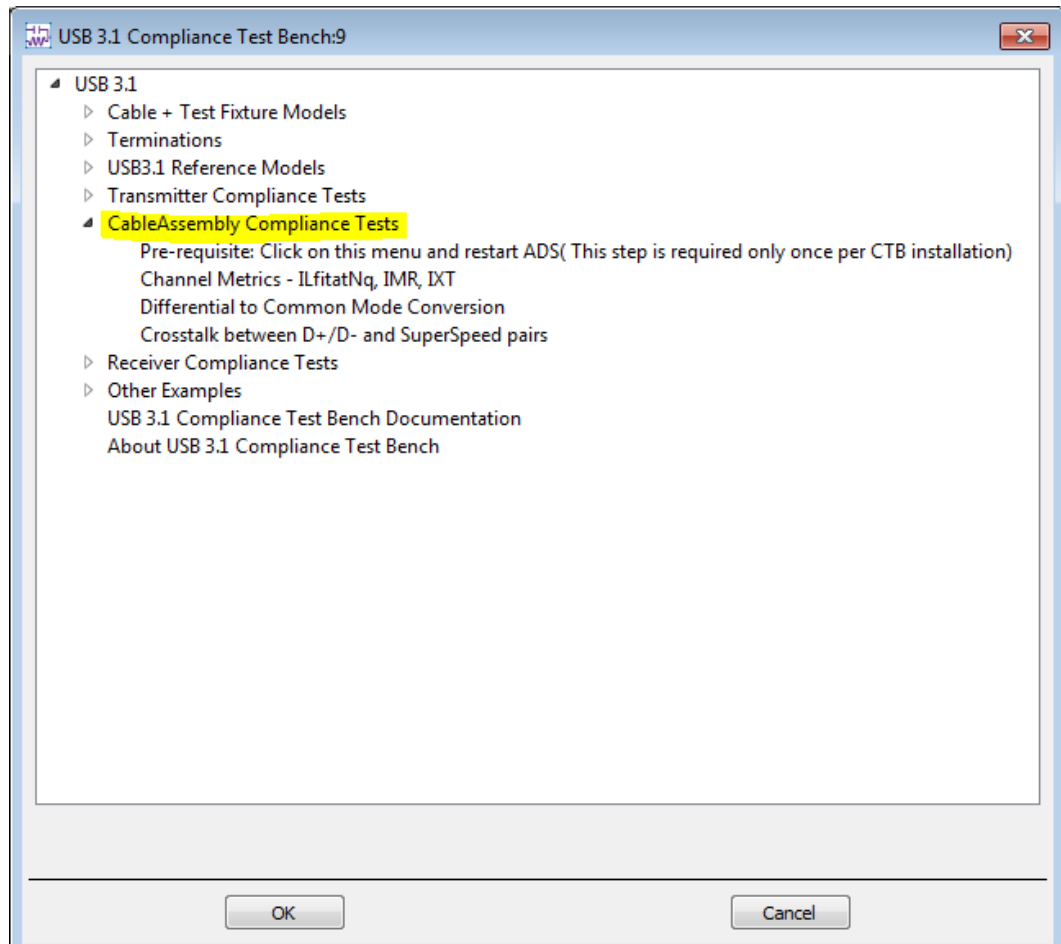 USB 3.1 Compliance Test Bench:9
USB 3.1
Cable + Test Fixture Models
Terminations
USB3.1 Reference Models
Transmitter Compliance Tests
CableAssembly Compliance Tests
Pre-requisite: Click on this menu and restart ADS( This step is required only once per CTB installation)
Channel Metrics - ILfitatNq, IMR, IXT
Differential to Common Mode Conversion
Crosstalk between D+/D- and SuperSpeed pairs
Receiver Compliance Tests
Other Examples
USB 3.1 Compliance Test Bench Documentation
About USB 3.1 Compliance Test Bench
OK
Cancel